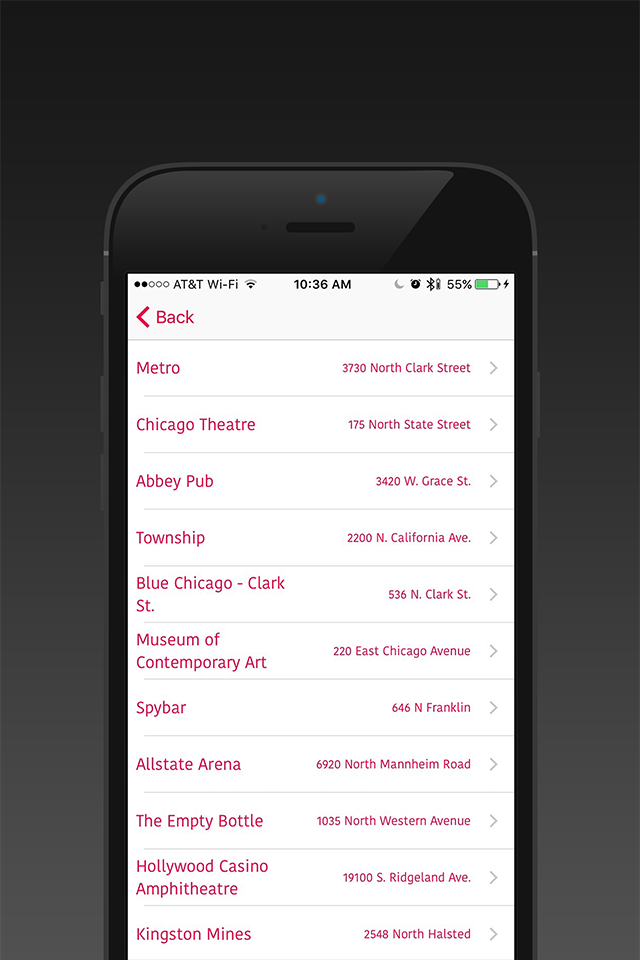 AT&T Wi-Fi 10:36 AM 55%
Back
Metro 3730 North Clark Street
Chicago Theatre 175 North State Street
Abbey Pub 3420 W. Grace St.
Township 2200 N. California Ave.
Blue Chicago - Clark
St. 536 N. Clark St.
Museum of
Contemporary Art 220 East Chicago Avenue
Spybar 646 N Franklin
Allstate Arena 6920 North Mannheim Road
The Empty Bottle 1035 North Western Avenue
Hollywood Casino
Amphitheatre 19100 S. Ridgeland Ave.
Kingston Mines 2548 North Halsted